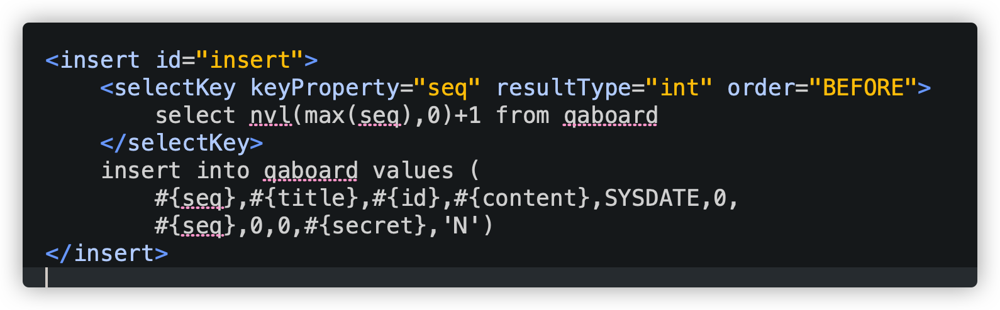 <insert id="insert">
    <selectKey keyProperty="seq" resultType="int" order="BEFORE">
        select nvl(max(seq),0)+1 from qaboard
    </selectKey>
    insert into qaboard values (
        #{seq},#{title},#{id},#{content},SYSDATE,0,
        #{seq},0,0,#{secret},'N')
</insert>